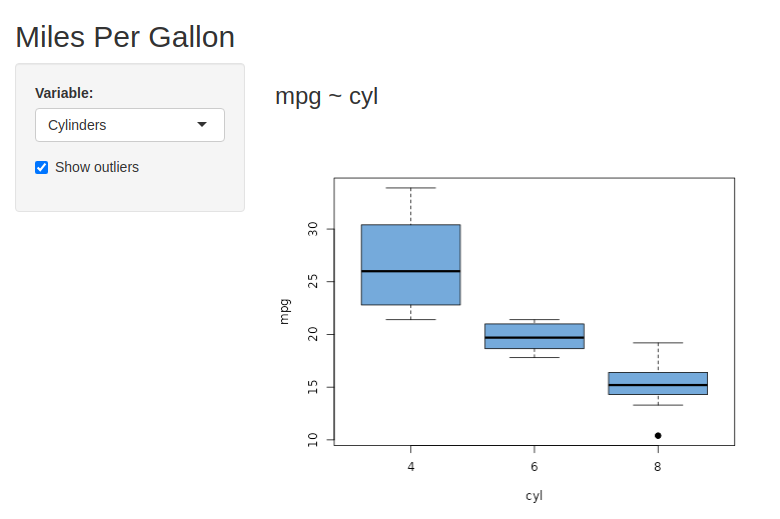 Miles Per Gallon
Variable:
Cylinders
Show outliers
mpg ~ cyl
mpg
30
25
20
15
10
4 6 8
cyl